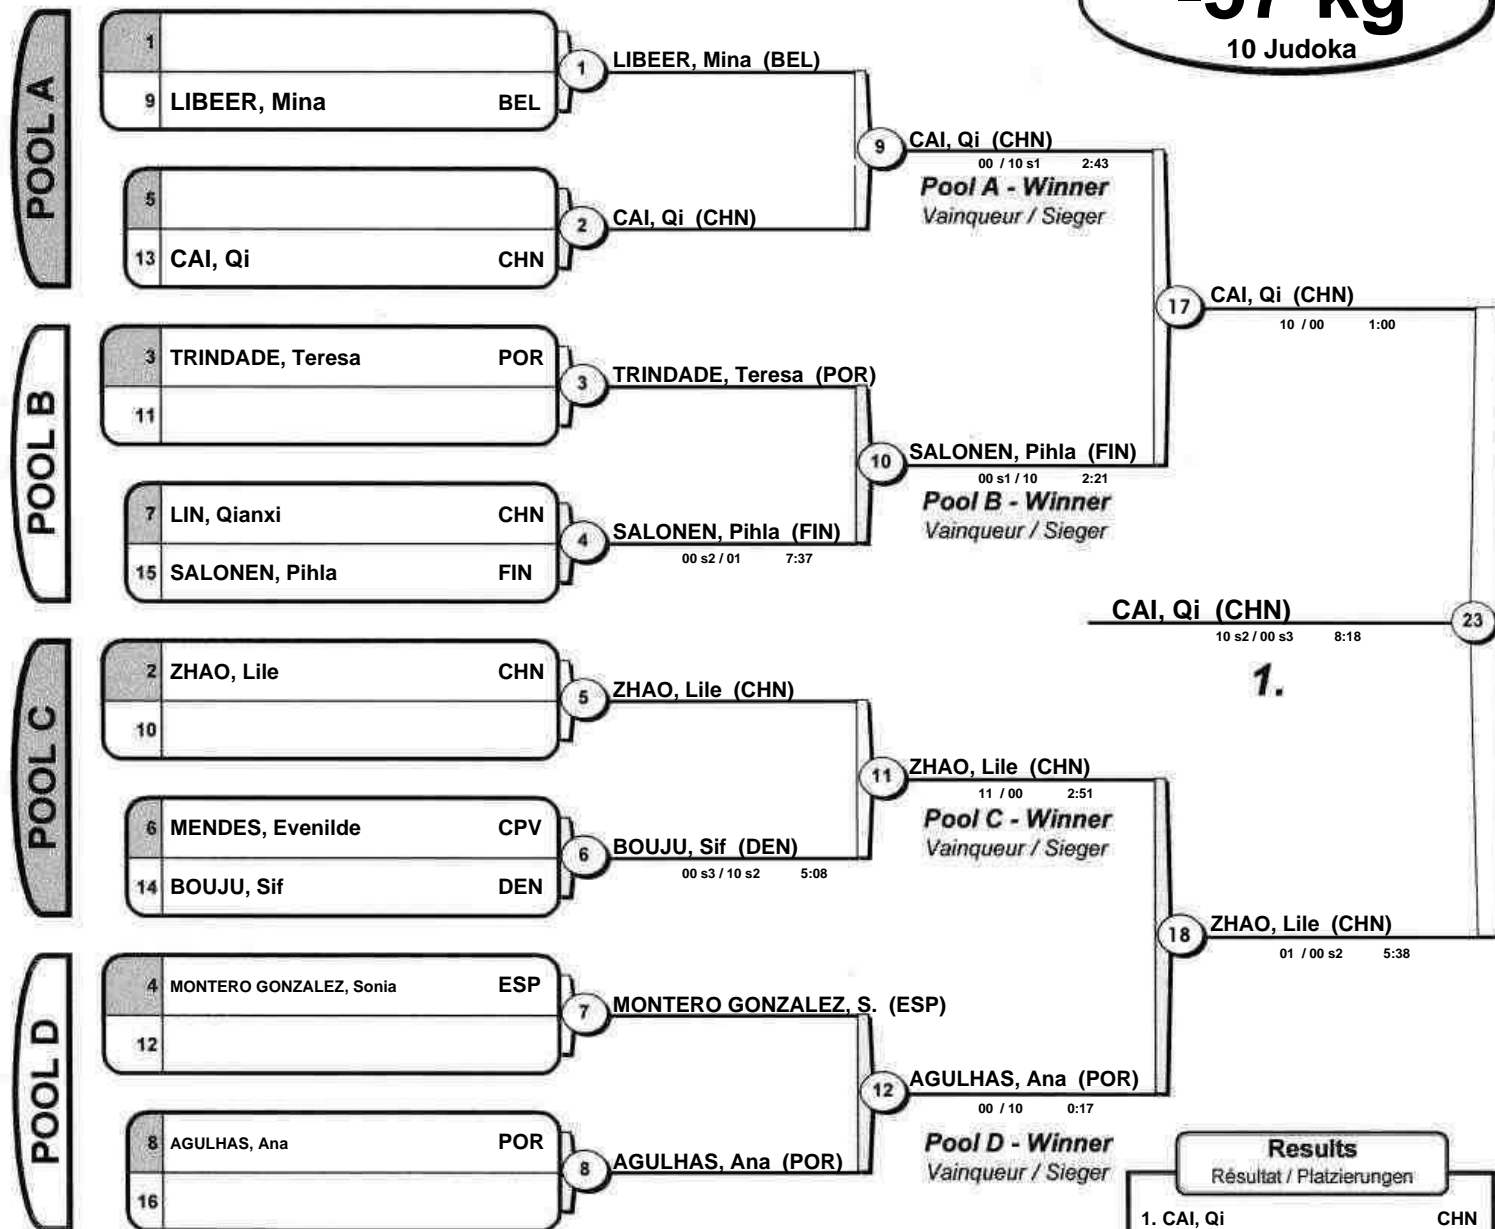 -57 kg
10 Judoka
POOL A
1
9 LIBEER, Mina BEL
1 LIBEER, Mina (BEL)
5
13 CAI, Qi CHN
2 CAI, Qi (CHN)
9 CAI, Qi (CHN)
00 / 10 s1 2:43
Pool A - Winner
Vainqueur / Sieger
POOL B
3 TRINDADE, Teresa POR
11
3 TRINDADE, Teresa (POR)
7 LIN, Qianxi CHN
15 SALONEN, Pihla FIN
4 SALONEN, Pihla (FIN)
00 s2 / 01 7:37
10 SALONEN, Pihla (FIN)
00 s1 / 10 2:21
Pool B - Winner
Vainqueur / Sieger
17 CAI, Qi (CHN)
10 / 00 1:00
CAI, Qi (CHN) 23
10 s2 / 00 s3 8:18
1.
POOL C
2 ZHAO, Lile CHN
10
5 ZHAO, Lile (CHN)
6 MENDES, Evenilde CPV
14 BOUJU, Sif DEN
6 BOUJU, Sif (DEN)
00 s3 / 10 s2 5:08
11 ZHAO, Lile (CHN)
11 / 00 2:51
Pool C - Winner
Vainqueur / Sieger
POOL D
4 MONTERO GONZALEZ, Sonia ESP
12
7 MONTERO GONZALEZ, S. (ESP)
8 AGULHAS, Ana POR
16
8 AGULHAS, Ana (POR)
12 AGULHAS, Ana (POR)
00 / 10 0:17
Pool D - Winner
Vainqueur / Sieger
18 ZHAO, Lile (CHN)
01 / 00 s2 5:38
Results
Résultat / Platzierungen
1. CAI, Qi CHN